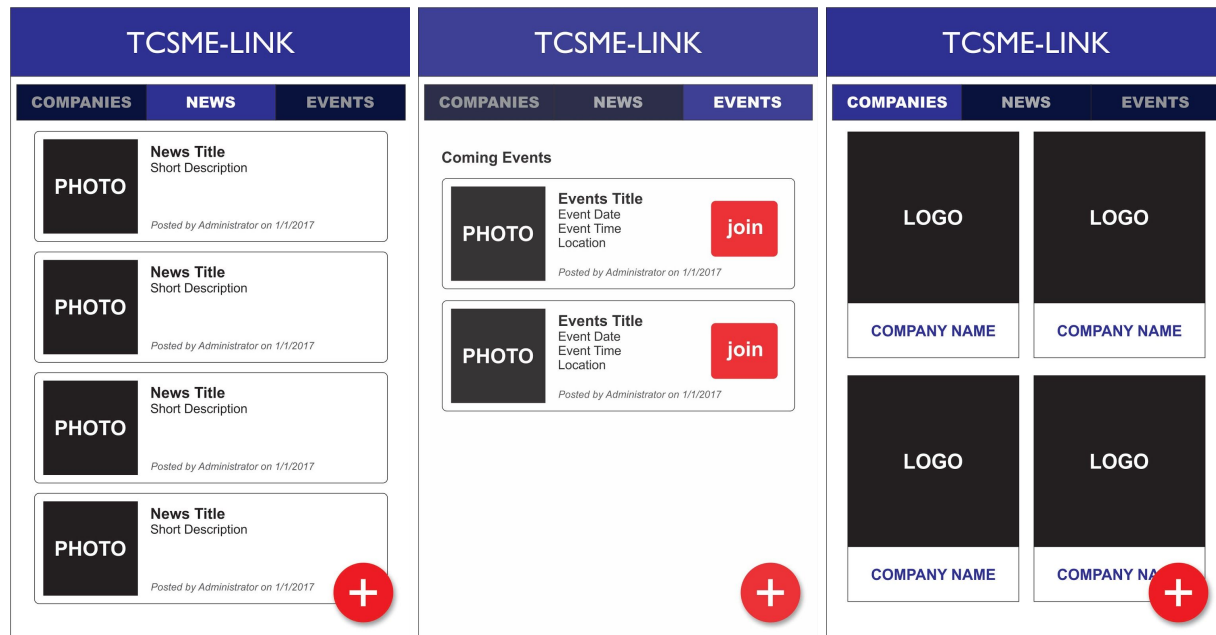 TCSME-LINK
COMPANIES NEWS EVENTS
PHOTO
News Title
Short Description
Posted by Administrator on 1/1/2017
PHOTO
News Title
Short Description
Posted by Administrator on 1/1/2017
PHOTO
News Title
Short Description
Posted by Administrator on 1/1/2017
PHOTO
News Title
Short Description
Posted by Administrator on 1/1/2017
+
TCSME-LINK
COMPANIES NEWS EVENTS
Coming Events
PHOTO
Events Title
Event Date
Event Time
Location
join
Posted by Administrator on 1/1/2017
PHOTO
Events Title
Event Date
Event Time
Location
join
Posted by Administrator on 1/1/2017
+
TCSME-LINK
COMPANIES NEWS EVENTS
LOGO LOGO
COMPANY NAME COMPANY NAME
LOGO LOGO
COMPANY NAME COMPANY NA
+